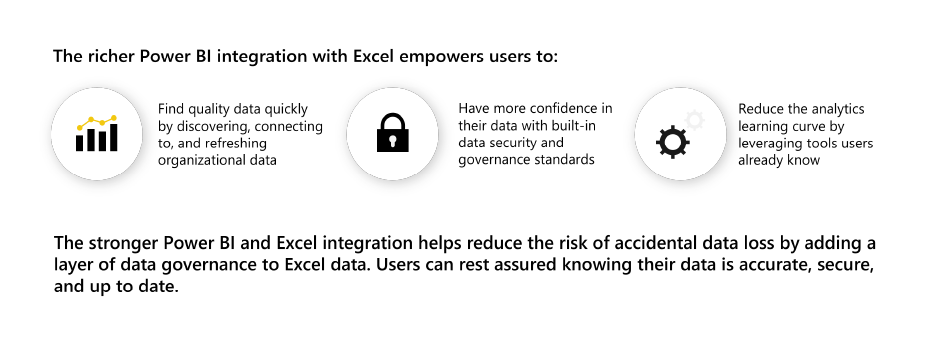 The richer Power BI integration with Excel empowers users to:
Find quality data quickly
by discovering, connecting
to, and refreshing
organizational data
Have more confidence in
their data with built-in
data security and
governance standards
Reduce the analytics
learning curve by
leveraging tools users
already know
The stronger Power BI and Excel integration helps reduce the risk of accidental data loss by adding a
layer of data governance to Excel data. Users can rest assured knowing their data is accurate, secure,
and up to date.